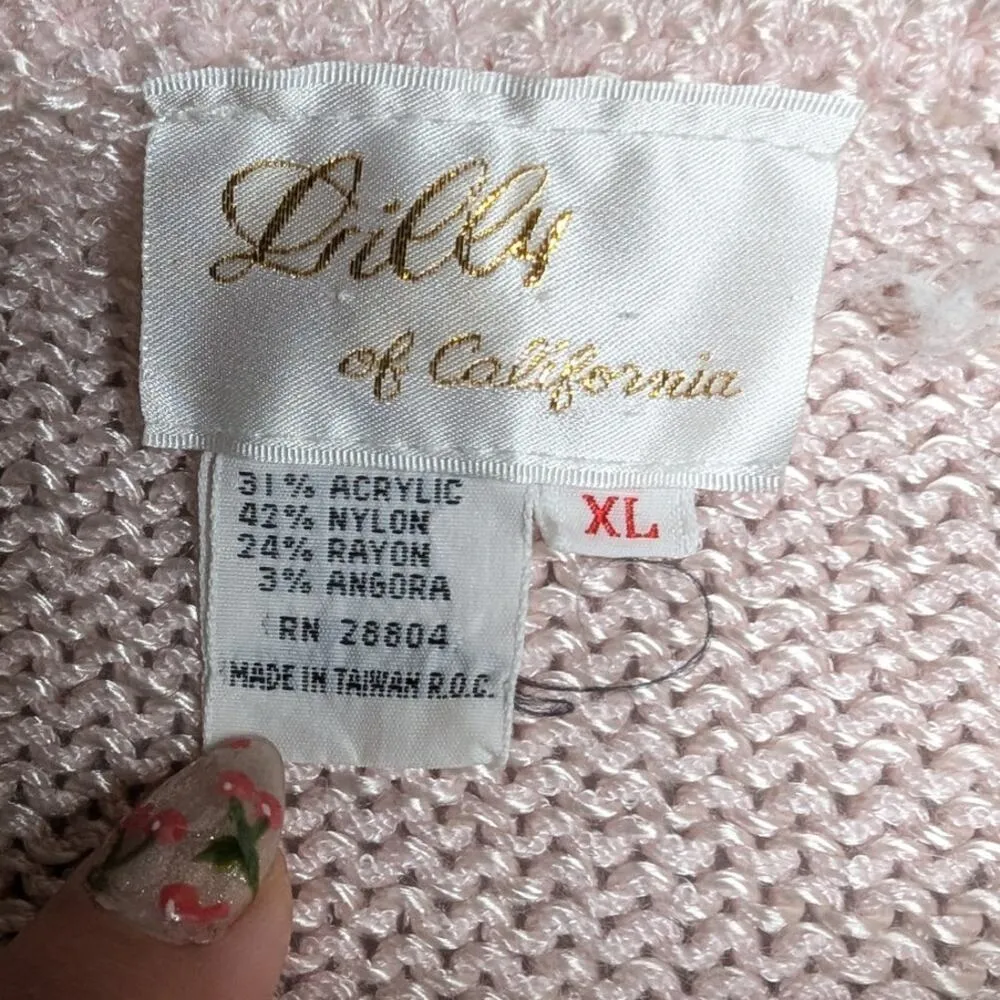 Lilly
of California
31% ACRYLIC
42% NYLON
24% RAYON
3% ANGORA
RN 28804
MADE IN TAIWAN R.O.C.
XL